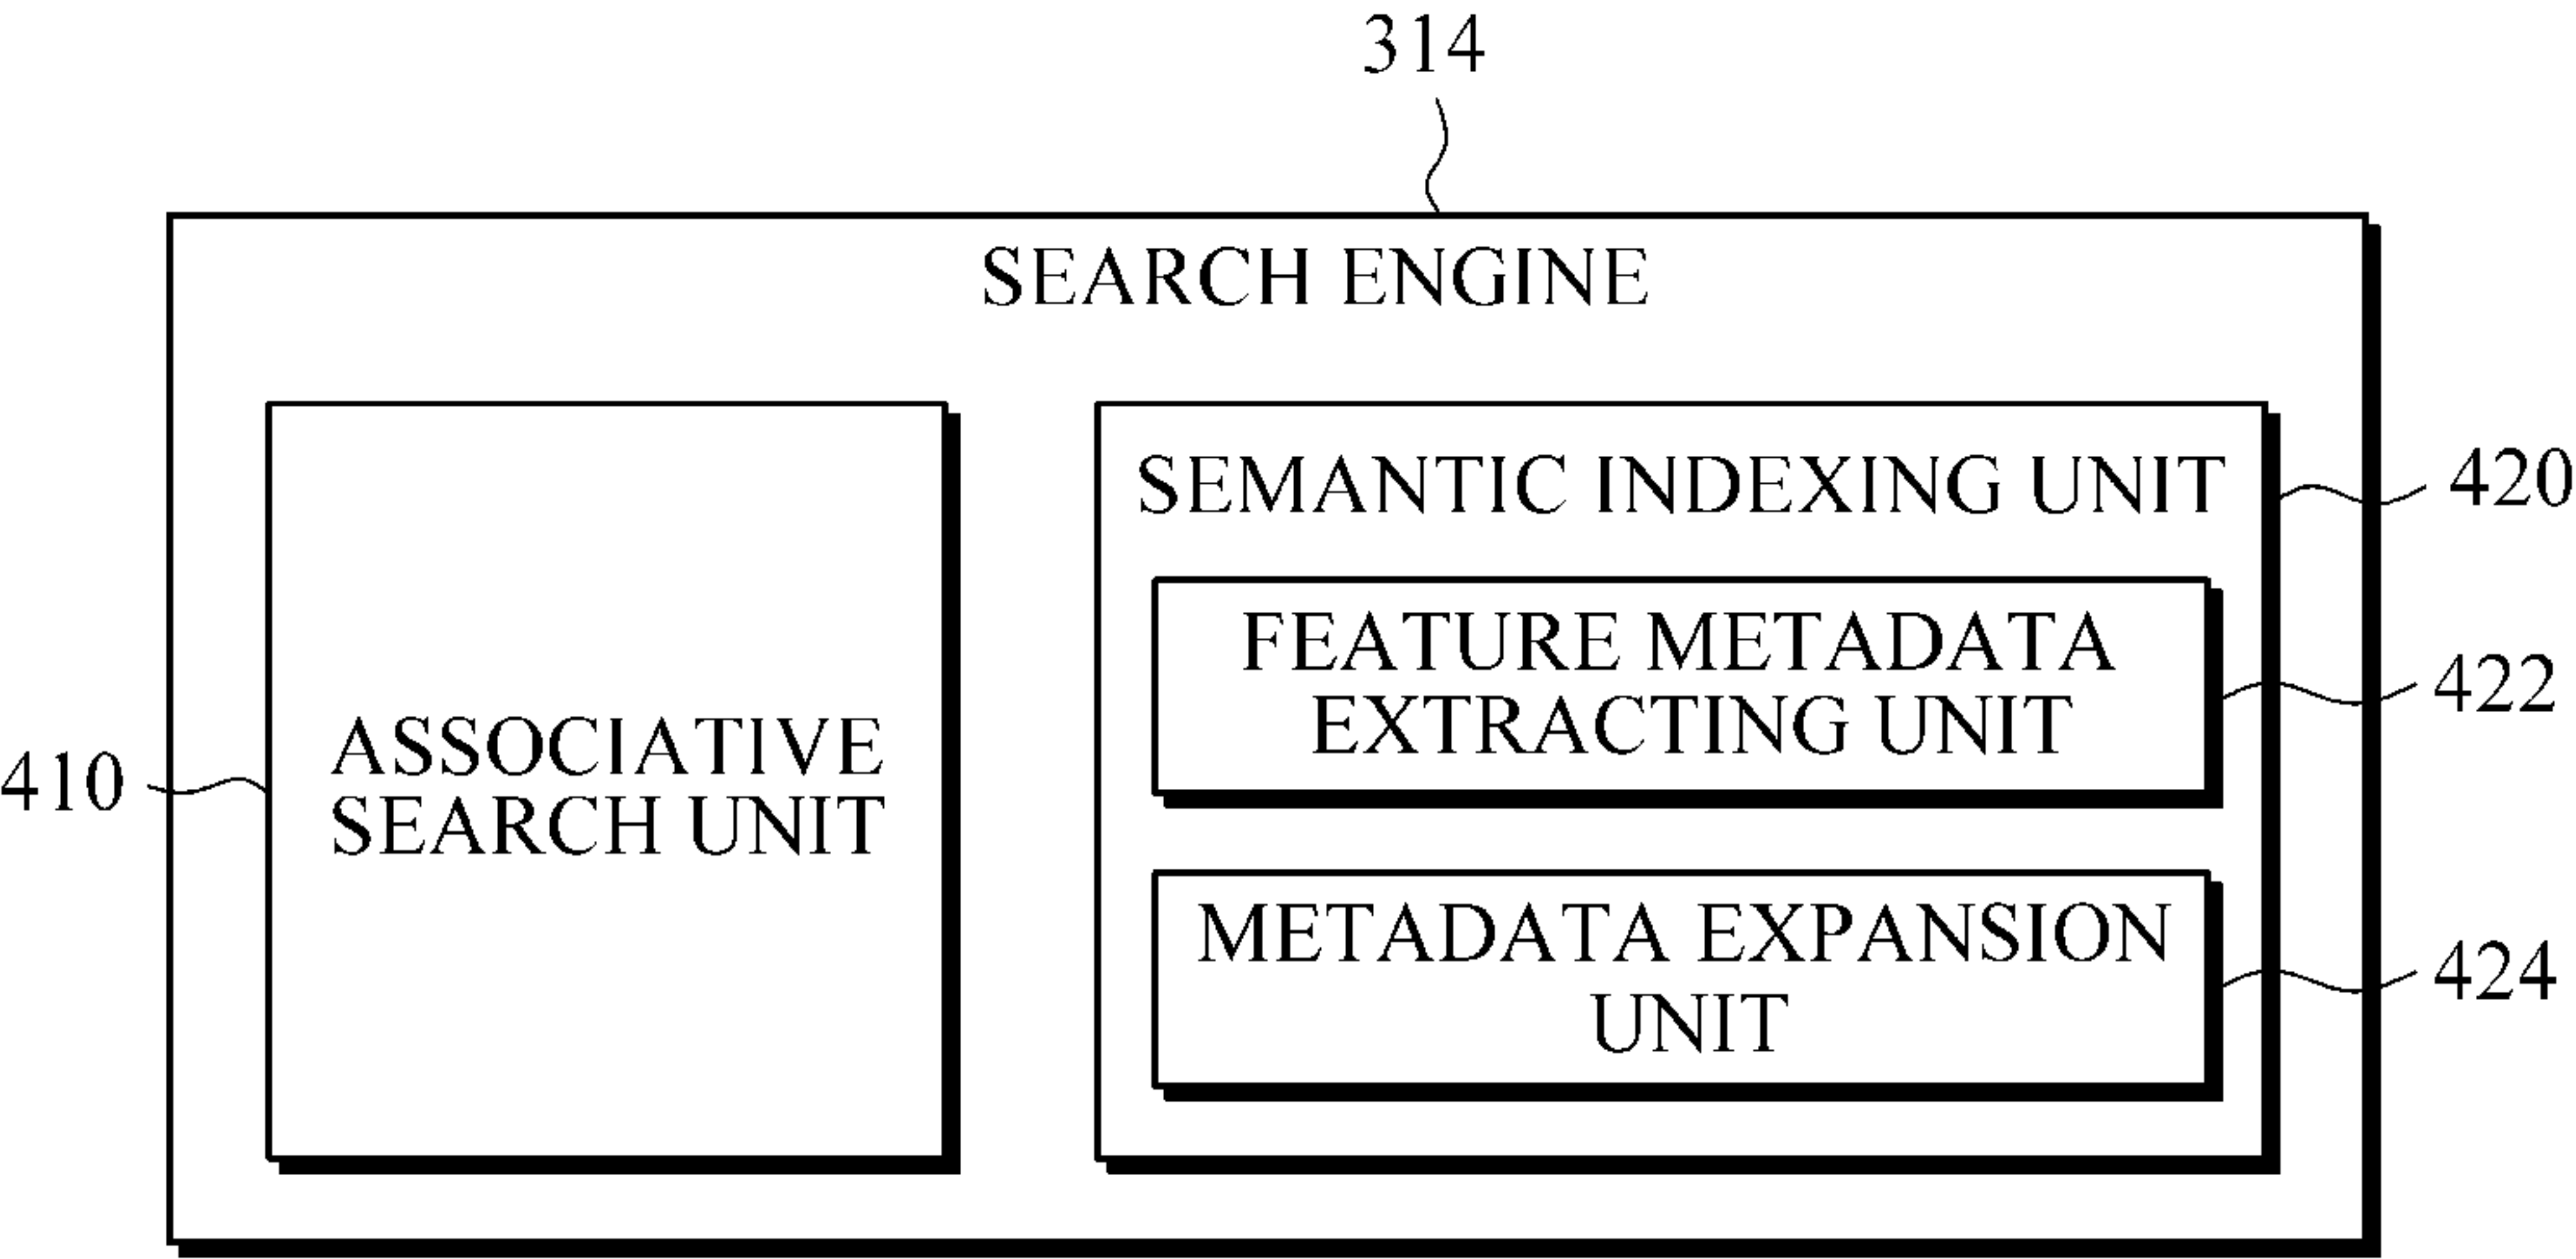 314
SEARCH ENGINE
SEMANTIC INDEXING UNIT
420
FEATURE METADATA
EXTRACTING UNIT
422
ASSOCIATIVE
SEARCH UNIT
410
METADATA EXPANSION
UNIT
424